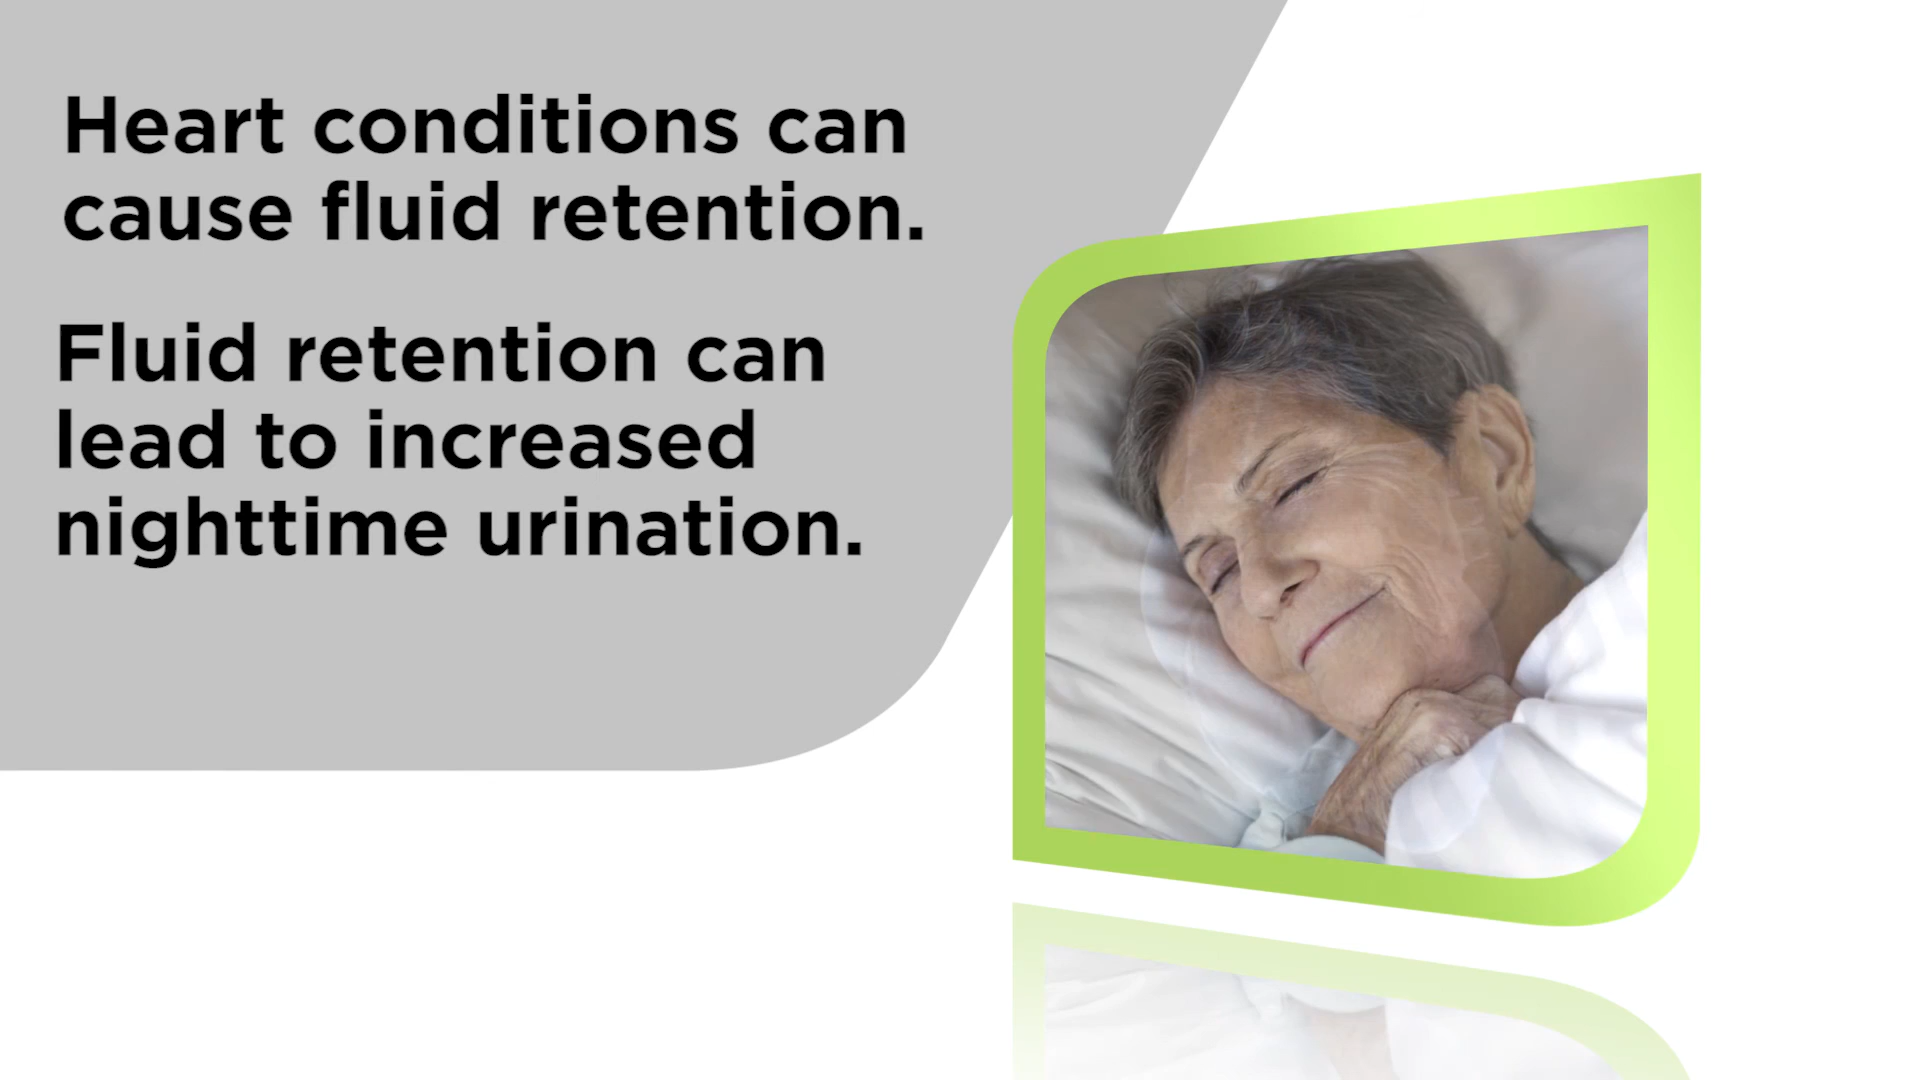 Heart conditions can
cause fluid retention.
Fluid retention can
lead to increased
nighttime urination.